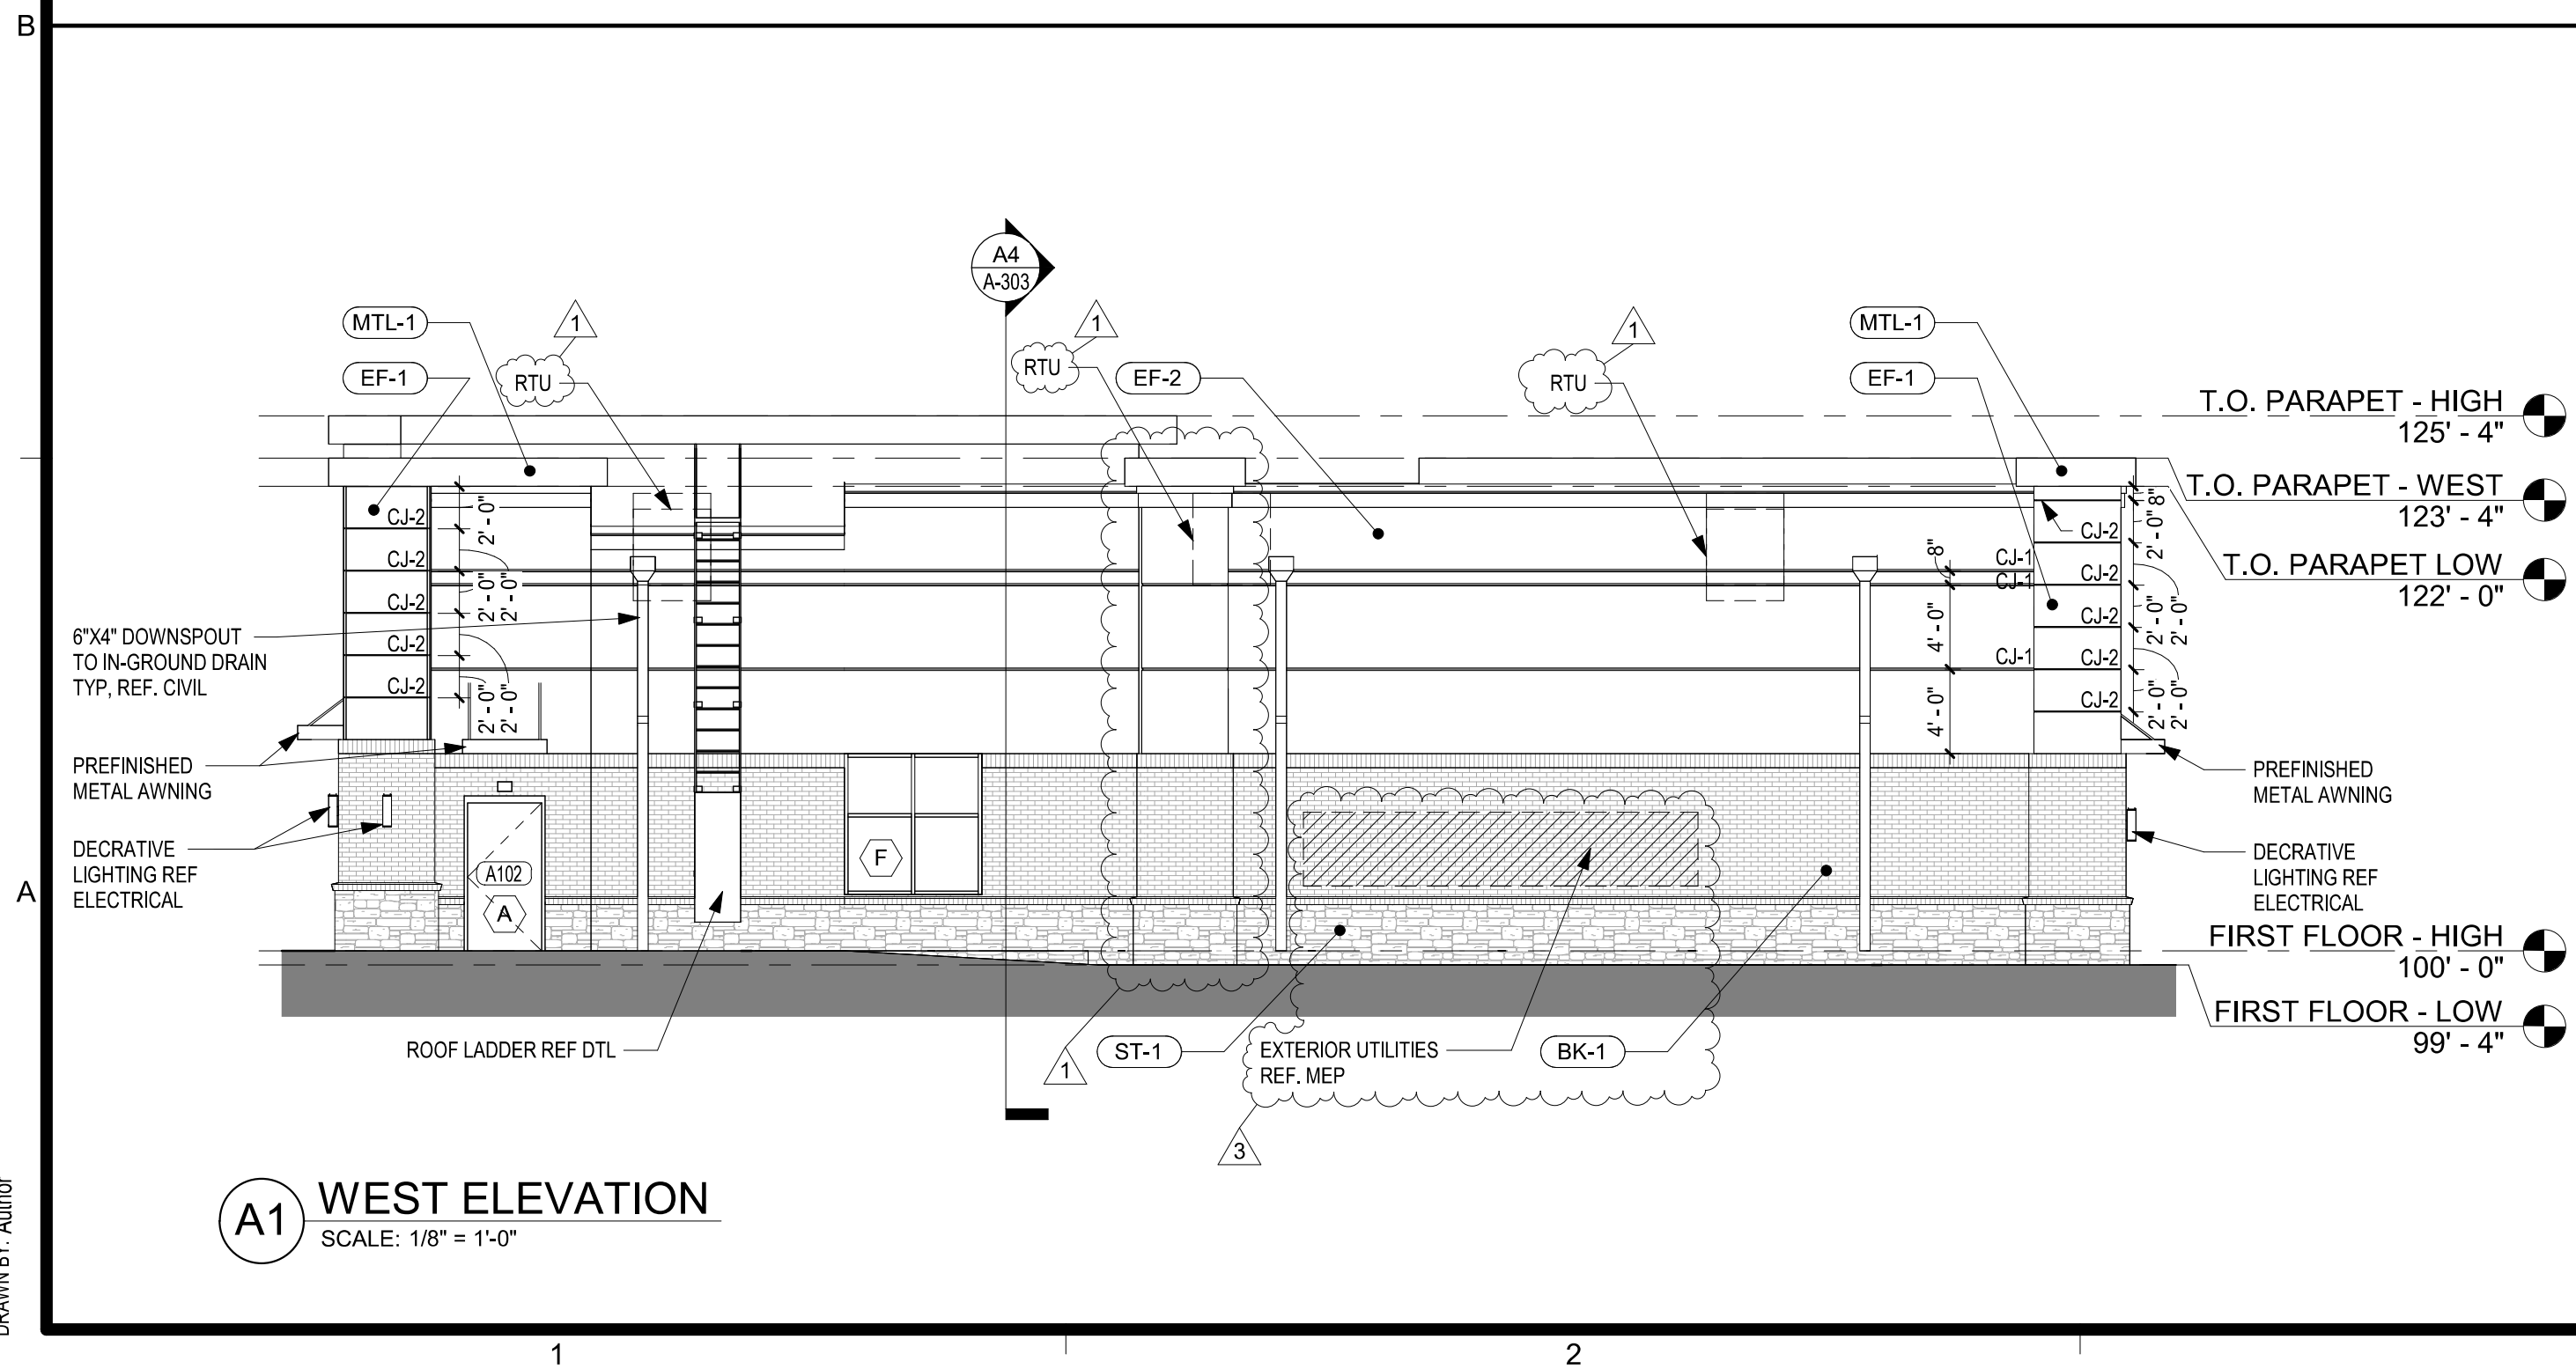 B
A4
A-303
MTL-1
1
1
1
MTL-1
EF-1
RTU
RTU
EF-2
RTU
EF-1
T.O. PARAPET - HIGH
125' - 4"
T.O. PARAPET - WEST
123' - 4"
T.O. PARAPET LOW
122' - 0"
CJ-2
CJ-2
CJ-2
CJ-2
CJ-2
2' - 0"
2' - 0"
2' - 0"
2' - 0"
2' - 0"
8"
4' - 0"
4' - 0"
CJ-1
CJ-1
CJ-1
CJ-2
CJ-2
CJ-2
CJ-2
CJ-2
8"
2' - 0"
2' - 0"
2' - 0"
2' - 0"
2' - 0"
6"X4" DOWNSPOUT
TO IN-GROUND DRAIN
TYP, REF. CIVIL
PREFINISHED
METAL AWNING
DECRATIVE
LIGHTING REF
ELECTRICAL
A102
A
F
PREFINISHED
METAL AWNING
DECRATIVE
LIGHTING REF
ELECTRICAL
A
FIRST FLOOR - HIGH
100' - 0"
FIRST FLOOR - LOW
99' - 4"
ROOF LADDER REF DTL
1
ST-1
EXTERIOR UTILITIES
REF. MEP
BK-1
3
A1
WEST ELEVATION
SCALE: 1/8" = 1'-0"
DRAWN BY: Author
1
2